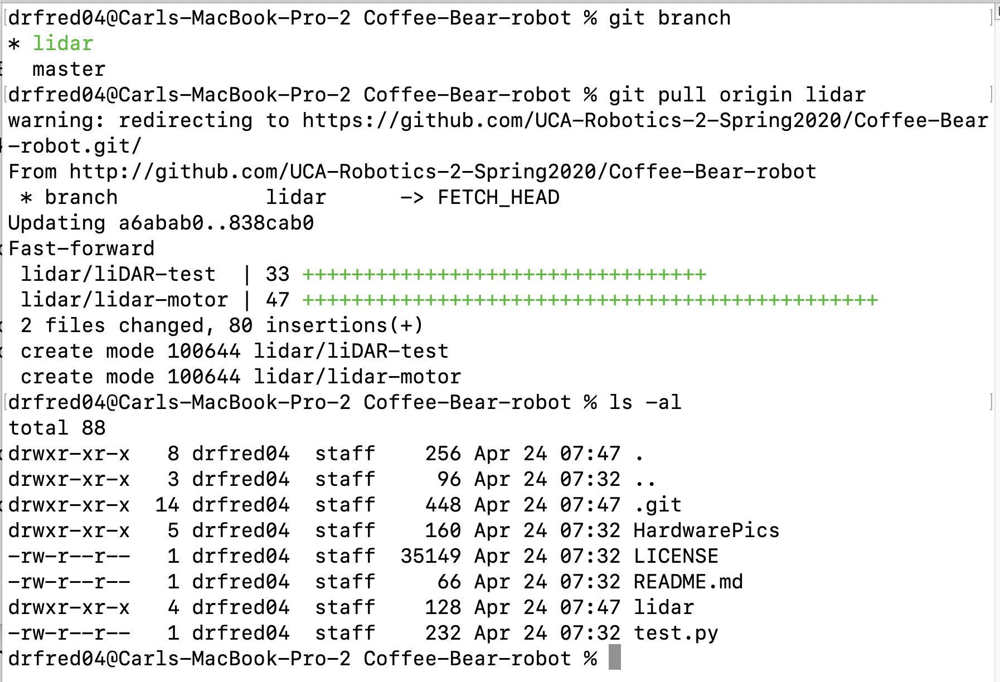 drfred04@Carls-MacBook-Pro-2 Coffee-Bear-robot % git branch
* lidar
  master
drfred04@Carls-MacBook-Pro-2 Coffee-Bear-robot % git pull origin lidar
warning: redirecting to https://github.com/UCA-Robotics-2-Spring2020/Coffee-Bear
-robot.git/
From http://github.com/UCA-Robotics-2-Spring2020/Coffee-Bear-robot
 * branch            lidar      -> FETCH_HEAD
Updating a6abab0..838cab0
Fast-forward
 lidar/liDAR-test  | 33 +++++++++++++++++++++++++++++++++
 lidar/lidar-motor | 47 +++++++++++++++++++++++++++++++++++++++++++++++
 2 files changed, 80 insertions(+)
 create mode 100644 lidar/liDAR-test
 create mode 100644 lidar/lidar-motor
drfred04@Carls-MacBook-Pro-2 Coffee-Bear-robot % ls -al
total 88
drwxr-xr-x   8 drfred04  staff    256 Apr 24 07:47 .
drwxr-xr-x   3 drfred04  staff     96 Apr 24 07:32 ..
drwxr-xr-x  14 drfred04  staff    448 Apr 24 07:47 .git
drwxr-xr-x   5 drfred04  staff    160 Apr 24 07:32 HardwarePics
-rw-r--r--   1 drfred04  staff  35149 Apr 24 07:32 LICENSE
-rw-r--r--   1 drfred04  staff     66 Apr 24 07:32 README.md
drwxr-xr-x   4 drfred04  staff    128 Apr 24 07:47 lidar
-rw-r--r--   1 drfred04  staff    232 Apr 24 07:32 test.py
drfred04@Carls-MacBook-Pro-2 Coffee-Bear-robot %